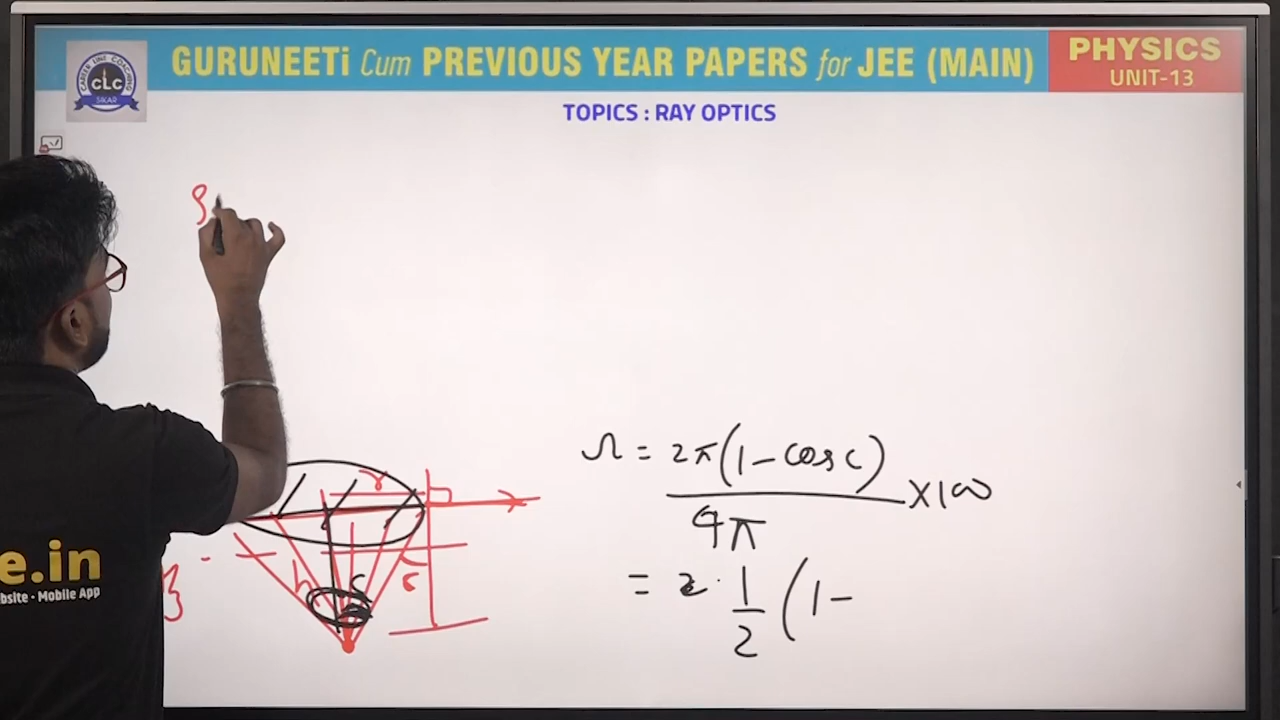 GURUNEETi Cum PREVIOUS YEAR PAPERS for JEE (MAIN)
PHYSICS
UNIT-13
CLC
SIKAR
TOPICS : RAY OPTICS
Ω = 2π(1 - cos c)
4π
×100
= 2 · 1/2 (1 -
r
h
c
c
e.in
bsite • Mobile App